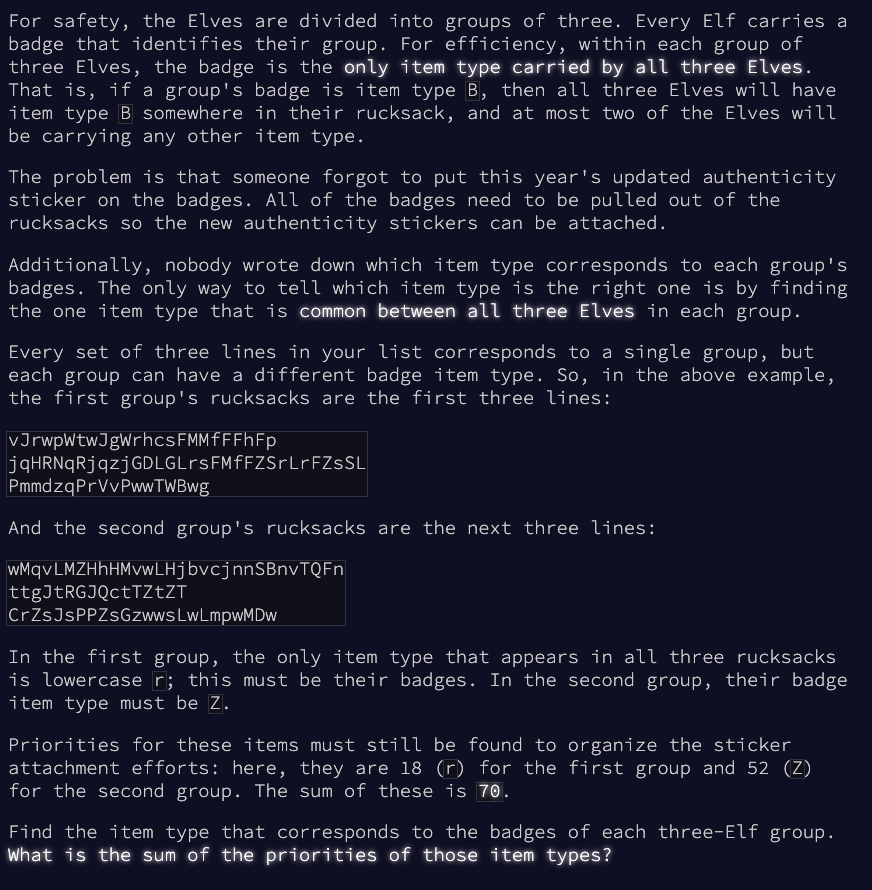 For safety, the Elves are divided into groups of three. Every Elf carries a
badge that identifies their group. For efficiency, within each group of
three Elves, the badge is the only item type carried by all three Elves.
That is, if a group's badge is item type B, then all three Elves will have
item type B somewhere in their rucksack, and at most two of the Elves will
be carrying any other item type.
The problem is that someone forgot to put this year's updated authenticity
sticker on the badges. All of the badges need to be pulled out of the
rucksacks so the new authenticity stickers can be attached.
Additionally, nobody wrote down which item type corresponds to each group's
badges. The only way to tell which item type is the right one is by finding
the one item type that is common between all three Elves in each group.
Every set of three lines in your list corresponds to a single group, but
each group can have a different badge item type. So, in the above example,
the first group's rucksacks are the first three lines:
vJrwpWtwJgWrhcsFMMfFFhFp
jqHRNqRjqzjGDLGLrsFMfFZSrLrFZsSL
PmmdzqPrVvPwwTWBwg
And the second group's rucksacks are the next three lines:
wMqvLMZHhHMvwLHjbvcjnnSBnvTQFn
ttgJtRGJQctTZtZT
CrZsJsPPZsGzwwsLwLmpwMDw
In the first group, the only item type that appears in all three rucksacks
is lowercase r; this must be their badges. In the second group, their badge
item type must be Z.
Priorities for these items must still be found to organize the sticker
attachment efforts: here, they are 18 (r) for the first group and 52 (Z)
for the second group. The sum of these is 70.
Find the item type that corresponds to the badges of each three-Elf group.
What is the sum of the priorities of those item types?